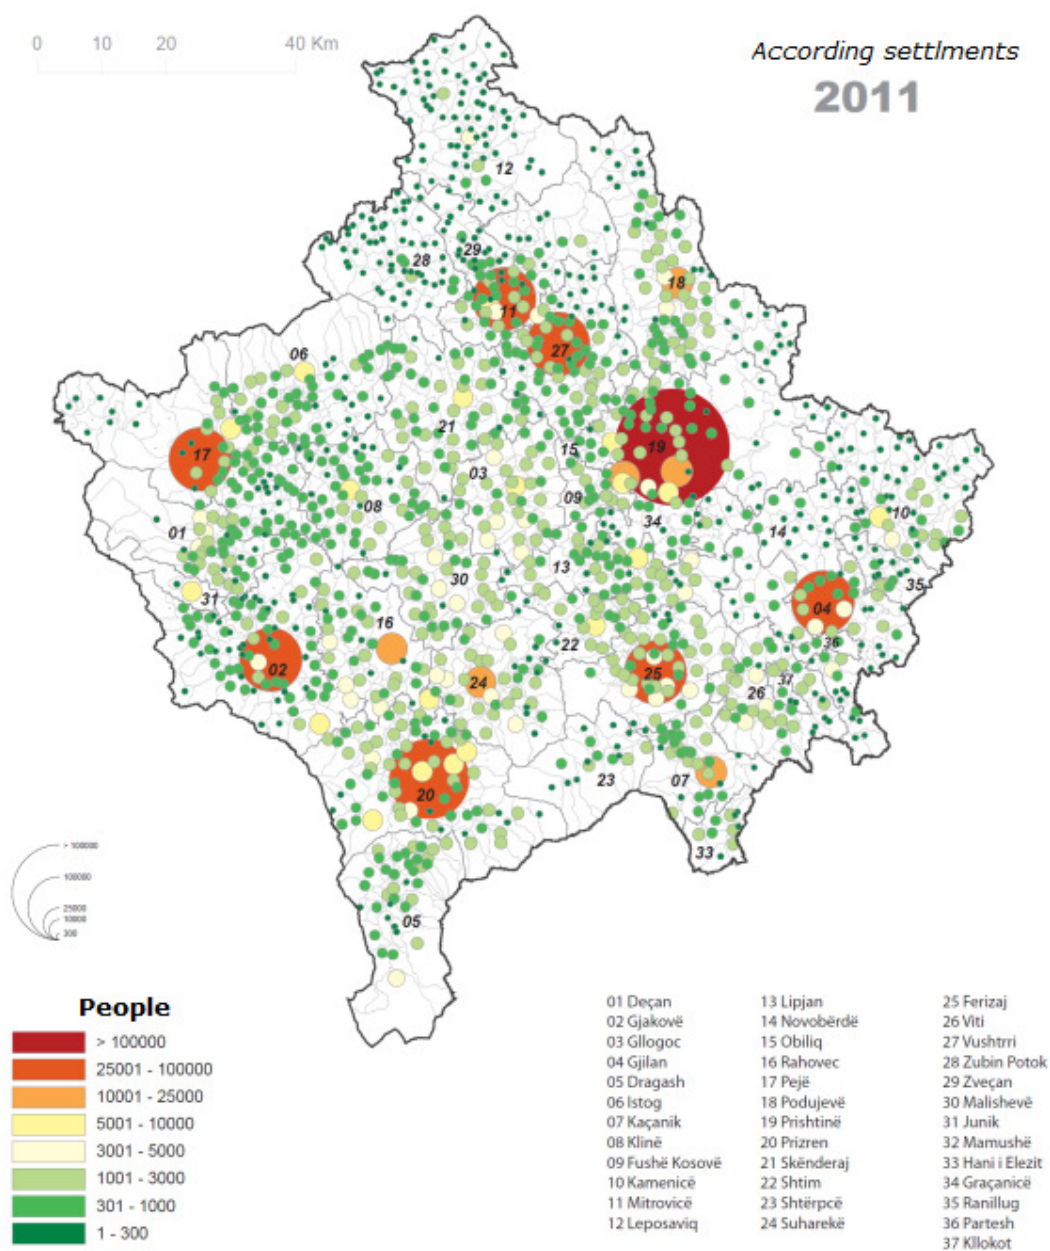 0 10 20 40 Km
According settlments
2011
12
29
28
18
11
27
06
21
19
15
17
03
08
09
10
34
14
01
13
30
35
31
04
16
22
36
02
25
24
37
26
20
23
07
33
05
> 100000
100000
25000
10000
300
People
> 100000
25001 - 100000
10001 - 25000
5001 - 10000
3001 - 5000
1001 - 3000
301 - 1000
1 - 300
01 Deçan
02 Gjakovë
03 Gllogoc
04 Gjilan
05 Dragash
06 Istog
07 Kaçanik
08 Klinë
09 Fushë Kosovë
10 Kamenicë
11 Mitrovicë
12 Leposaviq
13 Lipjan
14 Novobërdë
15 Obiliq
16 Rahovec
17 Pejë
18 Podujevë
19 Prishtinë
20 Prizren
21 Skënderaj
22 Shtim
23 Shtërpcë
24 Suharekë
25 Ferizaj
26 Viti
27 Vushtrri
28 Zubin Potok
29 Zveçan
30 Malishevë
31 Junik
32 Mamushë
33 Hani i Elezit
34 Graçanicë
35 Ranillug
36 Partesh
37 Kllokot